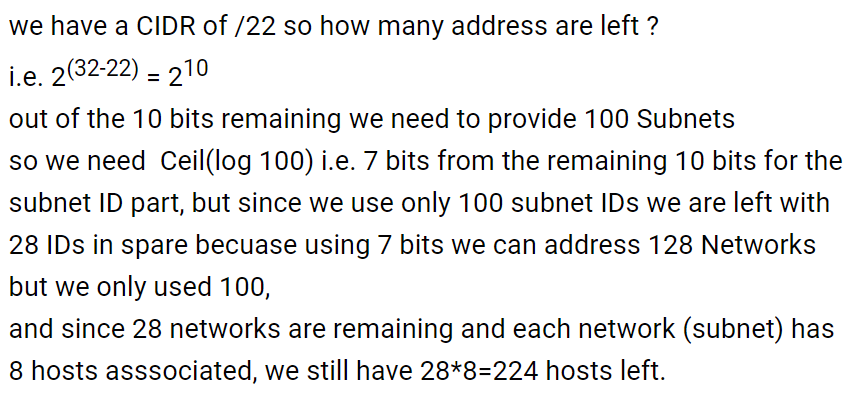 we have a CIDR of /22 so how many address are left ?
i.e. 2^(32-22) = 2^10
out of the 10 bits remaining we need to provide 100 Subnets
so we need  Ceil(log 100) i.e. 7 bits from the remaining 10 bits for the
subnet ID part, but since we use only 100 subnet IDs we are left with
28 IDs in spare becuase using 7 bits we can address 128 Networks
but we only used 100,
and since 28 networks are remaining and each network (subnet) has
8 hosts asssociated, we still have 28*8=224 hosts left.